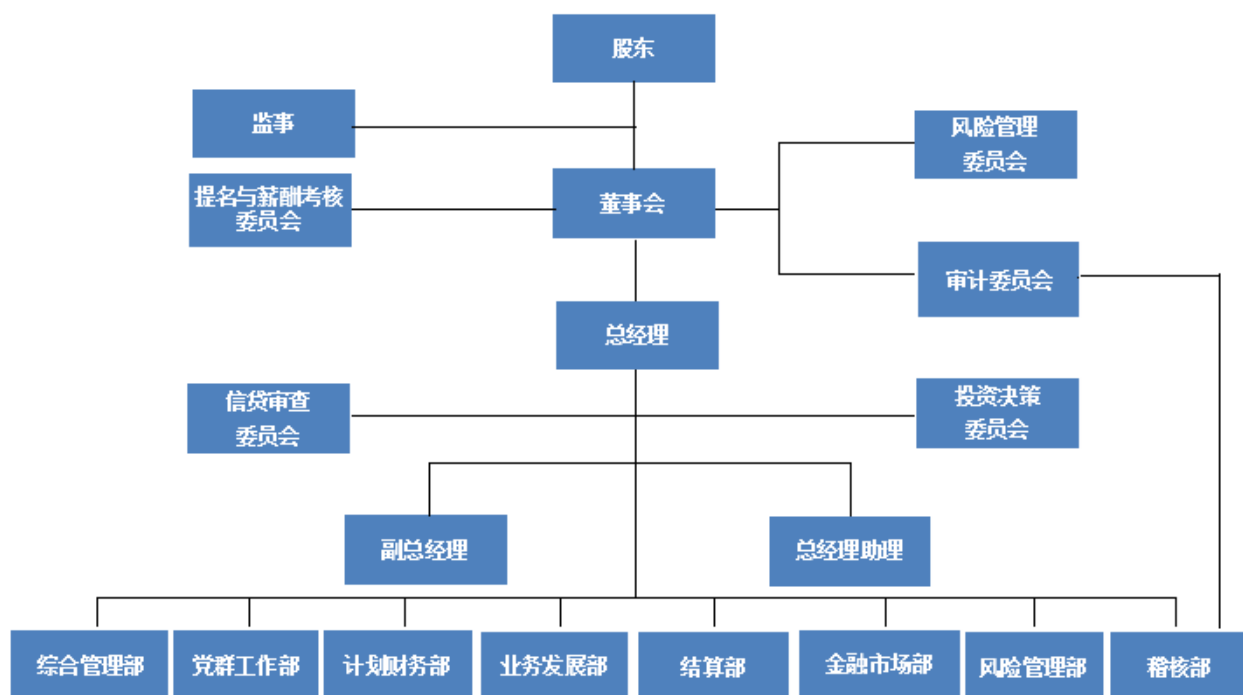 股东
监事
风险管理
委员会
提名与薪酬考核
委员会
董事会
审计委员会
总经理
信贷审查
委员会
投资决策
委员会
副总经理
总经理助理
综合管理部
党群工作部
计划财务部
业务发展部
结算部
金融市场部
风险管理部
稽核部